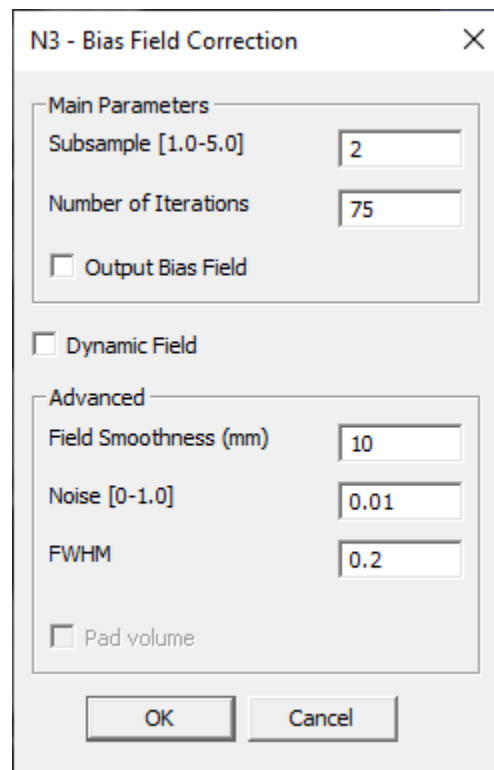 N3 - Bias Field Correction
Main Parameters
Subsample [1.0-5.0] 2
Number of Iterations 75
Output Bias Field
Dynamic Field
Advanced
Field Smoothness (mm) 10
Noise [0-1.0] 0.01
FWHM 0.2
Pad volume
OK Cancel